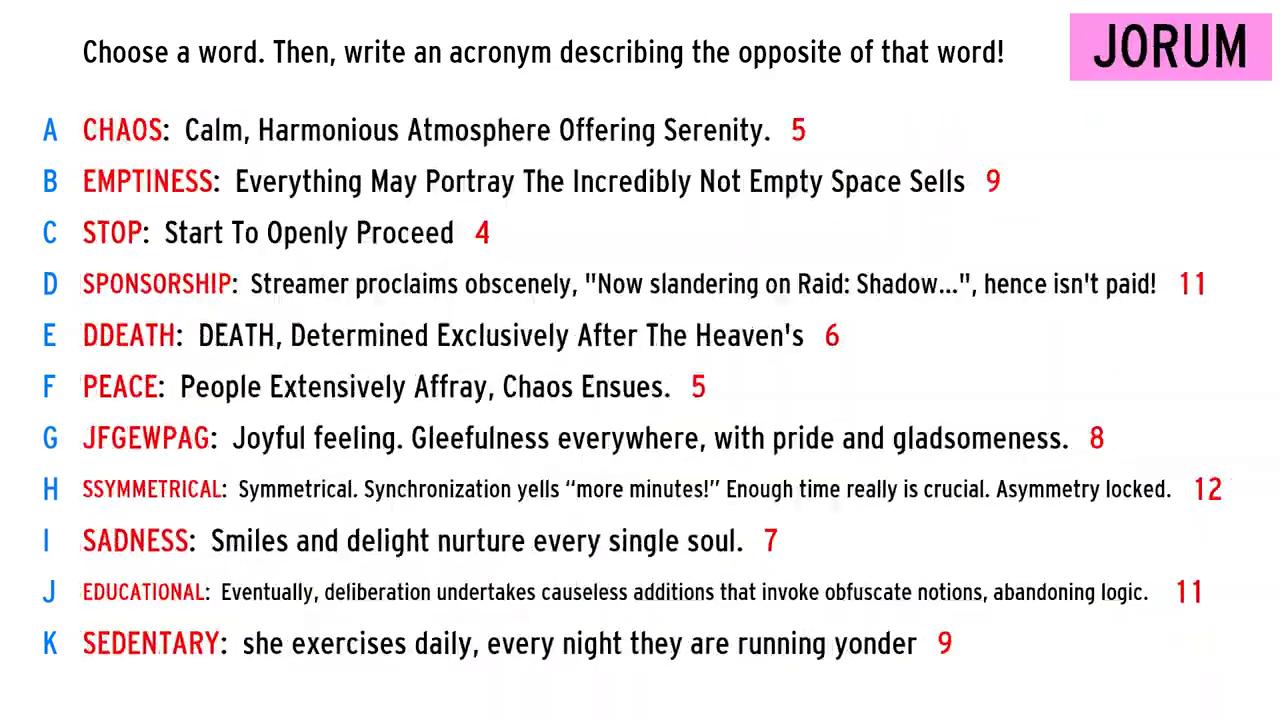 Choose a word. Then, write an acronym describing the opposite of that word!
JORUM
A CHAOS: Calm, Harmonious Atmosphere Offering Serenity. 5
B EMPTINESS: Everything May Portray The Incredibly Not Empty Space Sells 9
C STOP: Start To Openly Proceed 4
D SPONSORSHIP: Streamer proclaims obscenely, "Now slandering on Raid: Shadow...", hence isn't paid! 11
E DDEATH: DEATH, Determined Exclusively After The Heaven's 6
F PEACE: People Extensively Affray, Chaos Ensues. 5
G JFGEWPAG: Joyful feeling. Gleefulness everywhere, with pride and gladsomeness. 8
H SSYMMETRICAL: Symmetrical. Synchronization yells “more minutes!” Enough time really is crucial. Asymmetry locked. 12
I SADNESS: Smiles and delight nurture every single soul. 7
J EDUCATIONAL: Eventually, deliberation undertakes causeless additions that invoke obfuscate notions, abandoning logic. 11
K SEDENTARY: she exercises daily, every night they are running yonder 9